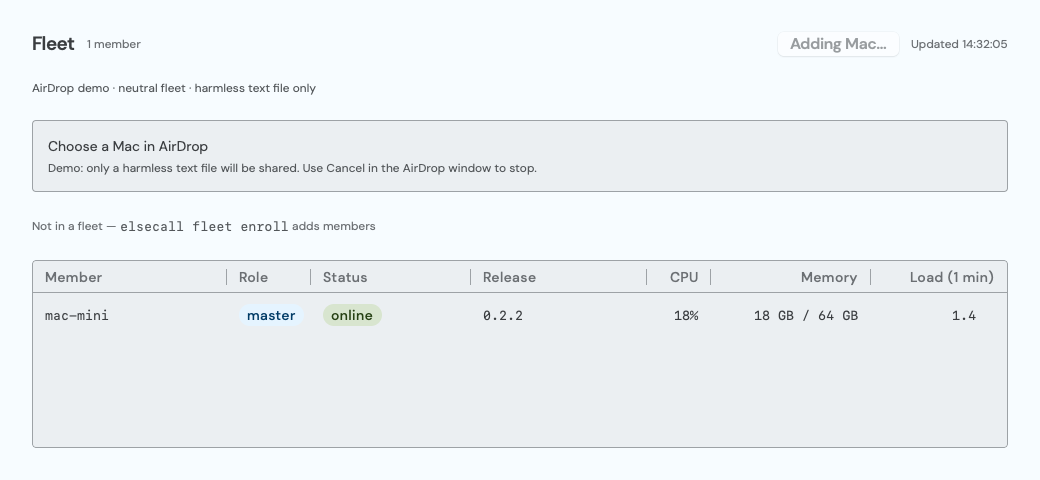 Fleet 1 member Adding Mac... Updated 14:32:05
AirDrop demo · neutral fleet · harmless text file only
Choose a Mac in AirDrop
Demo: only a harmless text file will be shared. Use Cancel in the AirDrop window to stop.
Not in a fleet — elsecall fleet enroll adds members
Member Role Status Release CPU Memory Load (1 min)
mac-mini master online 0.2.2 18% 18 GB / 64 GB 1.4